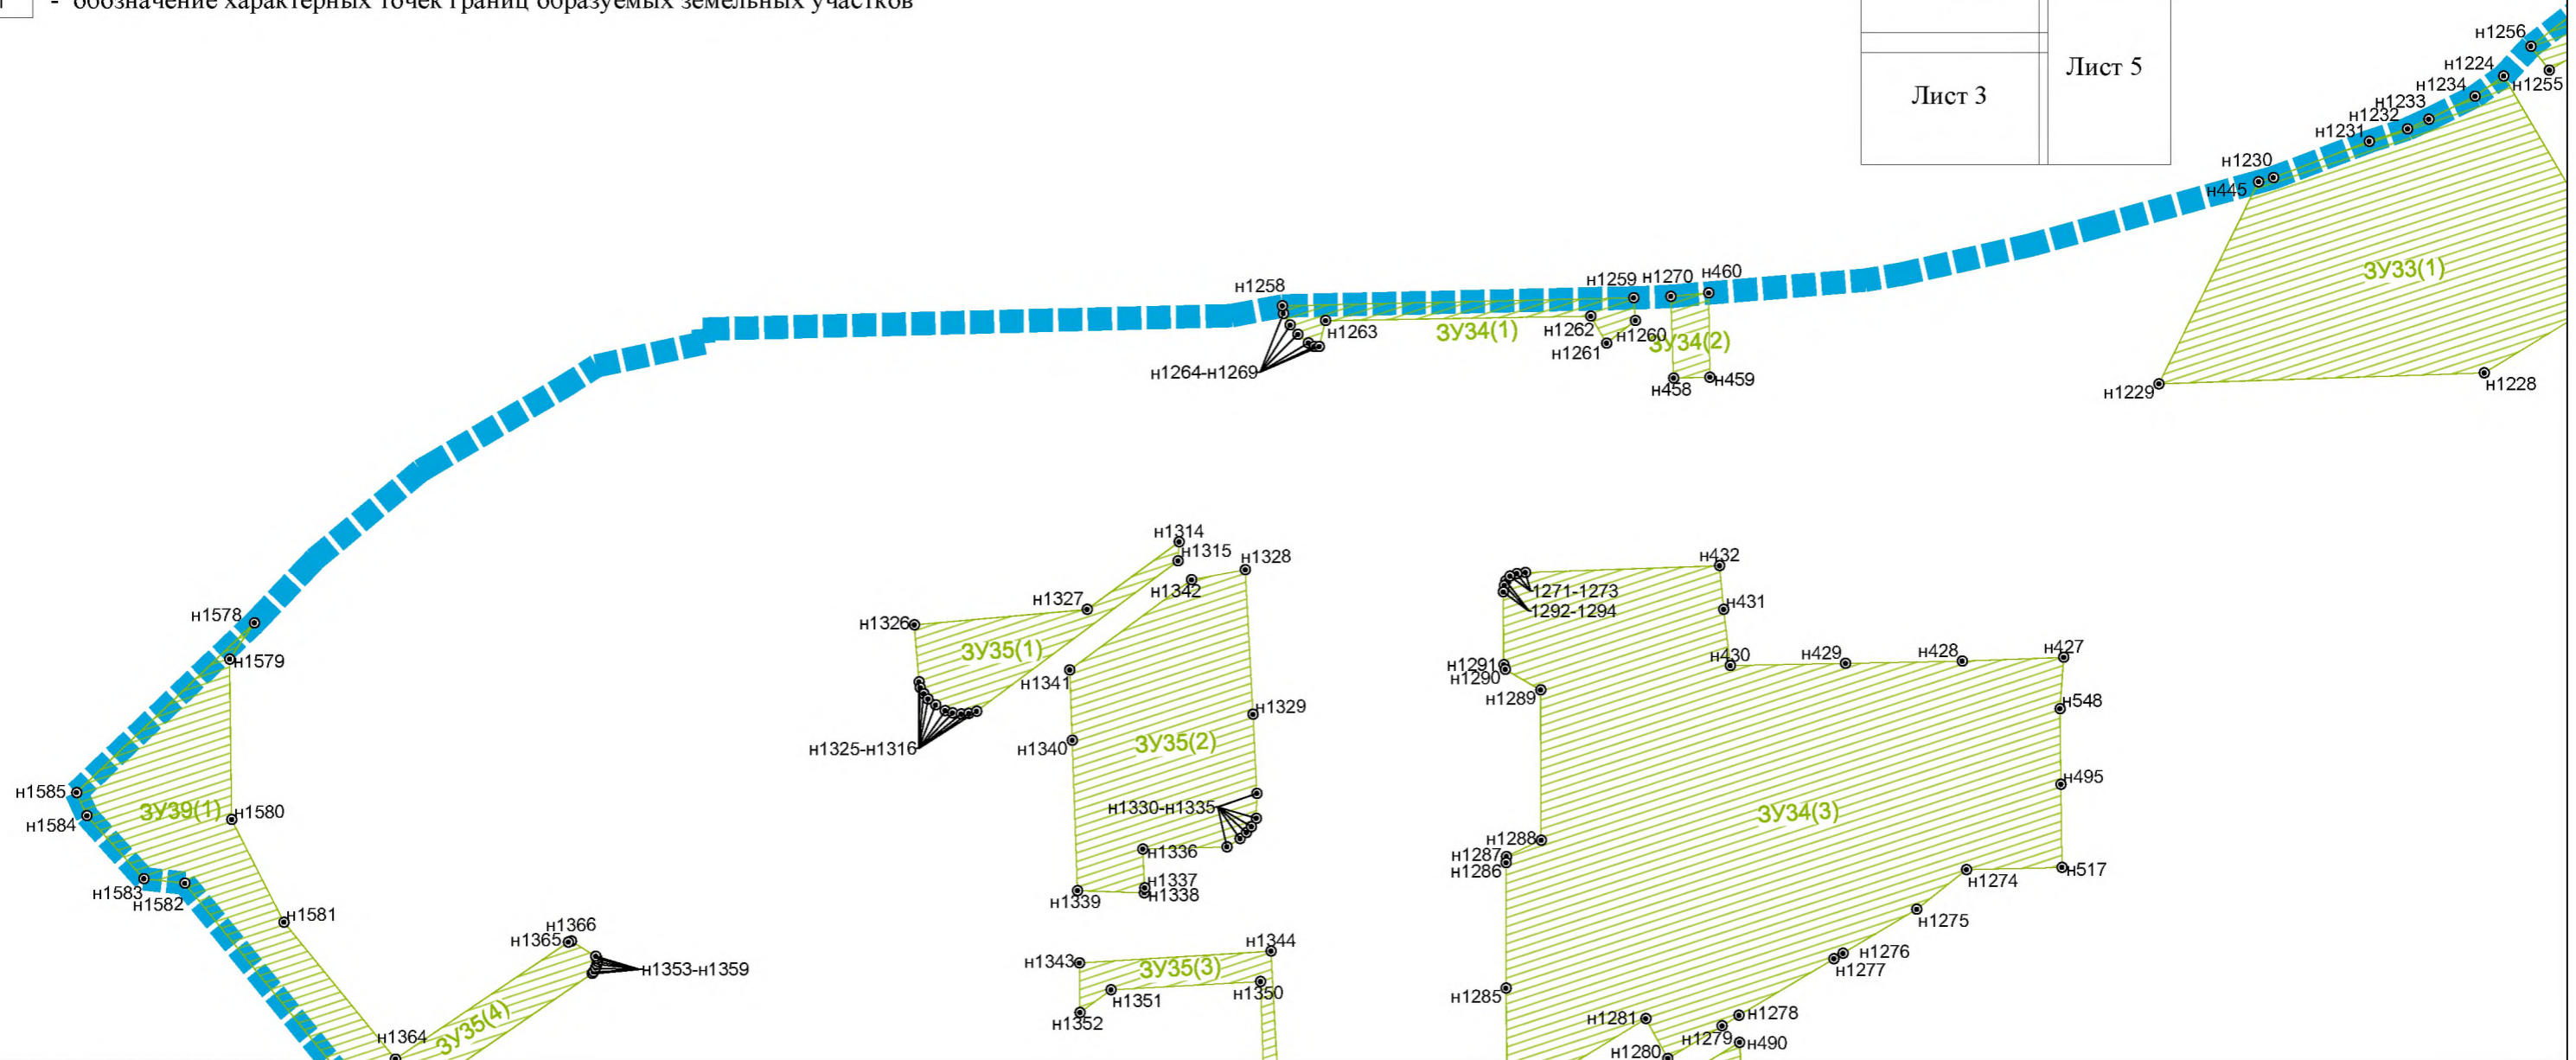 - обозначение характерных точек границ образуемых земельных участков
Лист 5
Лист 3
н1256
н1224
н1255
н1234
н1233
н1232
н1231
н1230
н445
ЗУ33(1)
н1229
н1228
н1258
н1259
н1270
н460
н1263
ЗУ34(1)
н1262
н1260
н1261
ЗУ34(2)
н1264-н1269
н458
н459
н1314
н1315
н1328
н1342
н1327
н1326
ЗУ35(1)
н1341
н1325-н1316
н1340
ЗУ35(2)
н1329
н1330-н1335
н1336
н1337
н1338
н1339
н432
1271-1273
1292-1294
н431
н430
н429
н428
н427
н1291
н1290
н1289
н548
н495
ЗУ34(3)
н1288
н1287
н1286
н517
н1274
н1275
н1276
н1277
н1285
н1278
н1281
н1279
н490
н1280
н1578
н1579
н1585
н1584
ЗУ39(1)
н1580
н1583
н1582
н1581
н1366
н1365
н1353-н1359
ЗУ35(4)
н1364
н1344
н1343
ЗУ35(3)
н1350
н1351
н1352